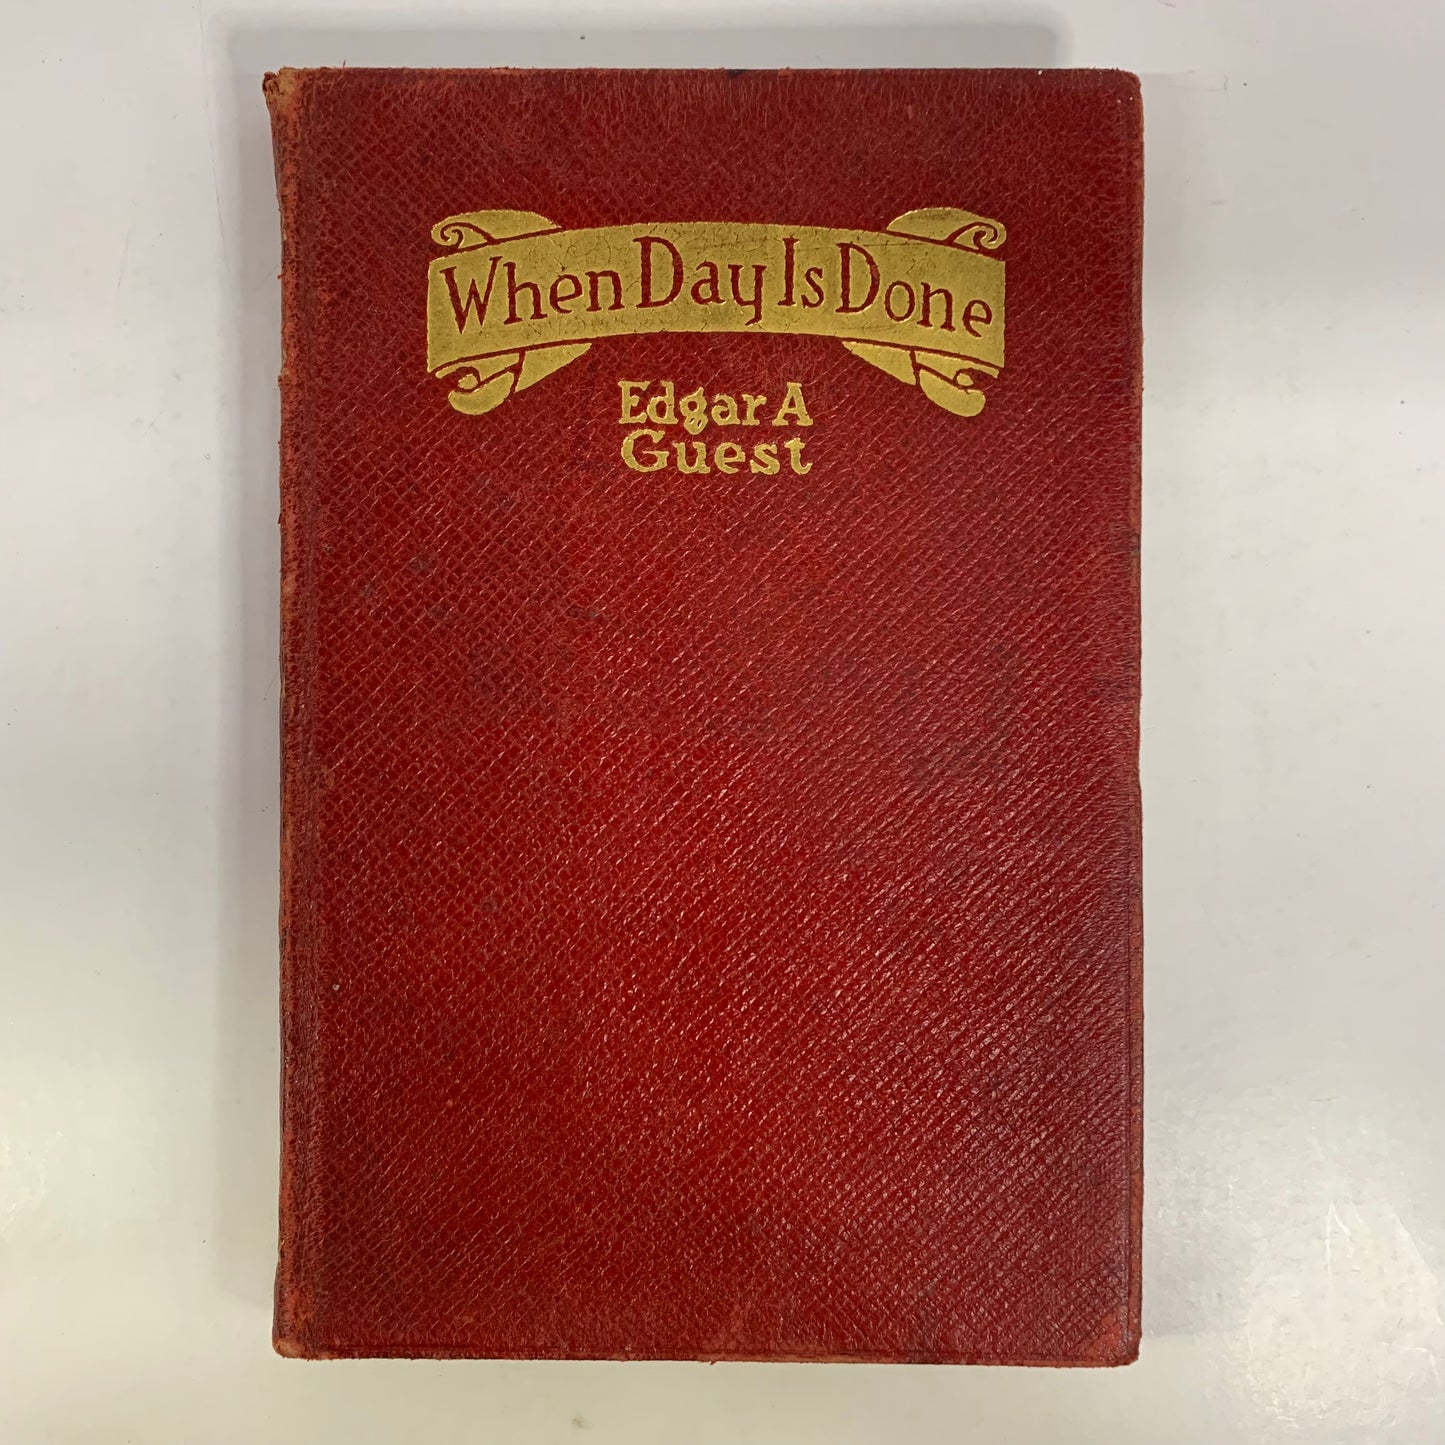 When Day Is Done
Edgar A
Guest